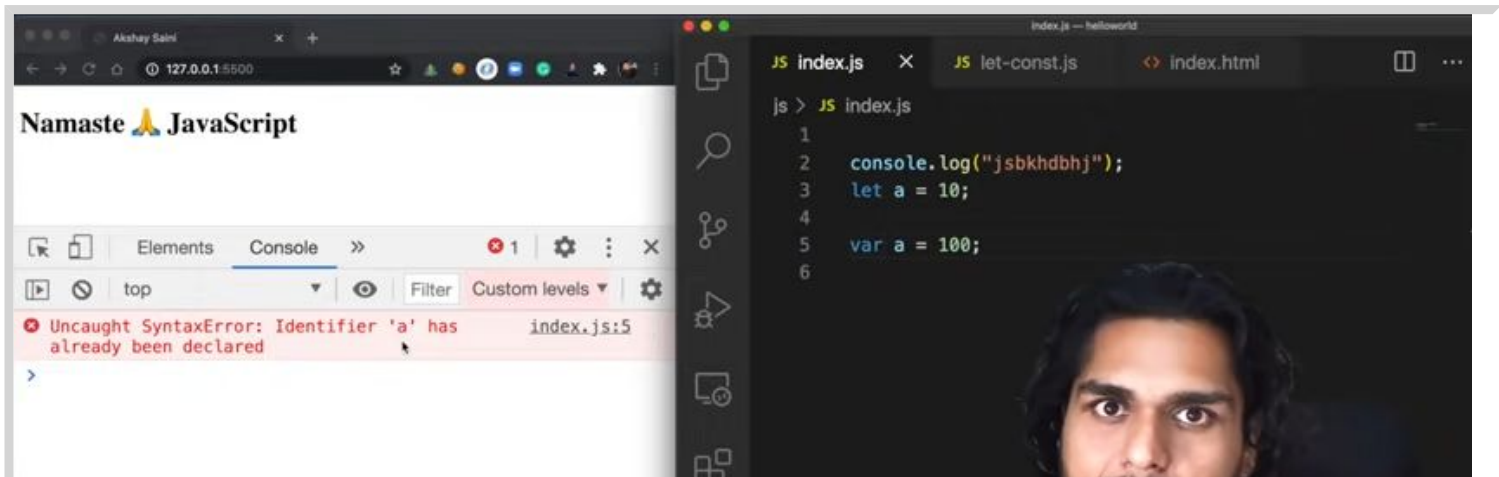 Akshay Saini
127.0.0.1:5500
Namaste 🙏 JavaScript
Elements Console » 1
top Filter Custom levels
Uncaught SyntaxError: Identifier 'a' has index.js:5
already been declared
>
index.js — helloworld
JS index.js JS let-const.js <> index.html
js > JS index.js
1
2 console.log("jsbkhdbhj");
3 let a = 10;
4
5 var a = 100;
6